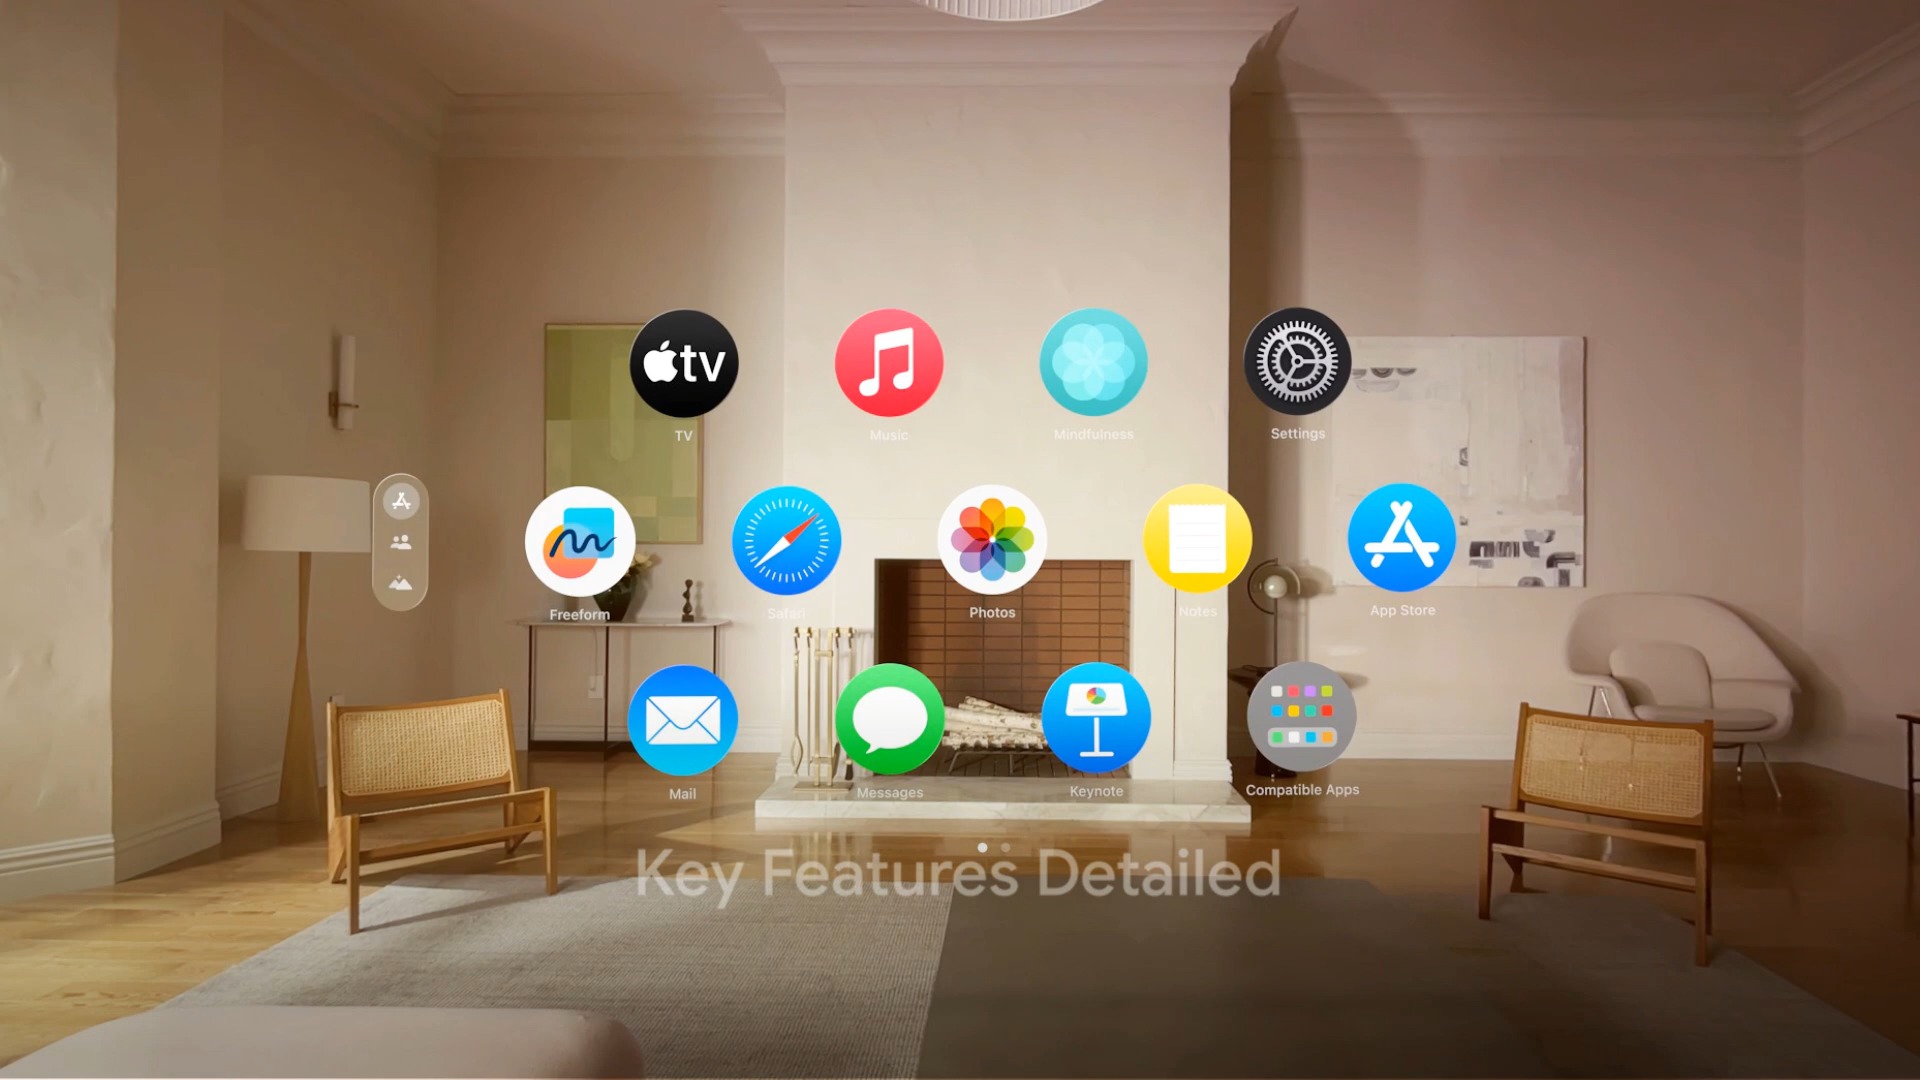 tv
TV
Music
Mindfulness
Settings
Freeform
Safari
Photos
Notes
App Store
Mail
Messages
Keynote
Compatible Apps
Key Features Detailed